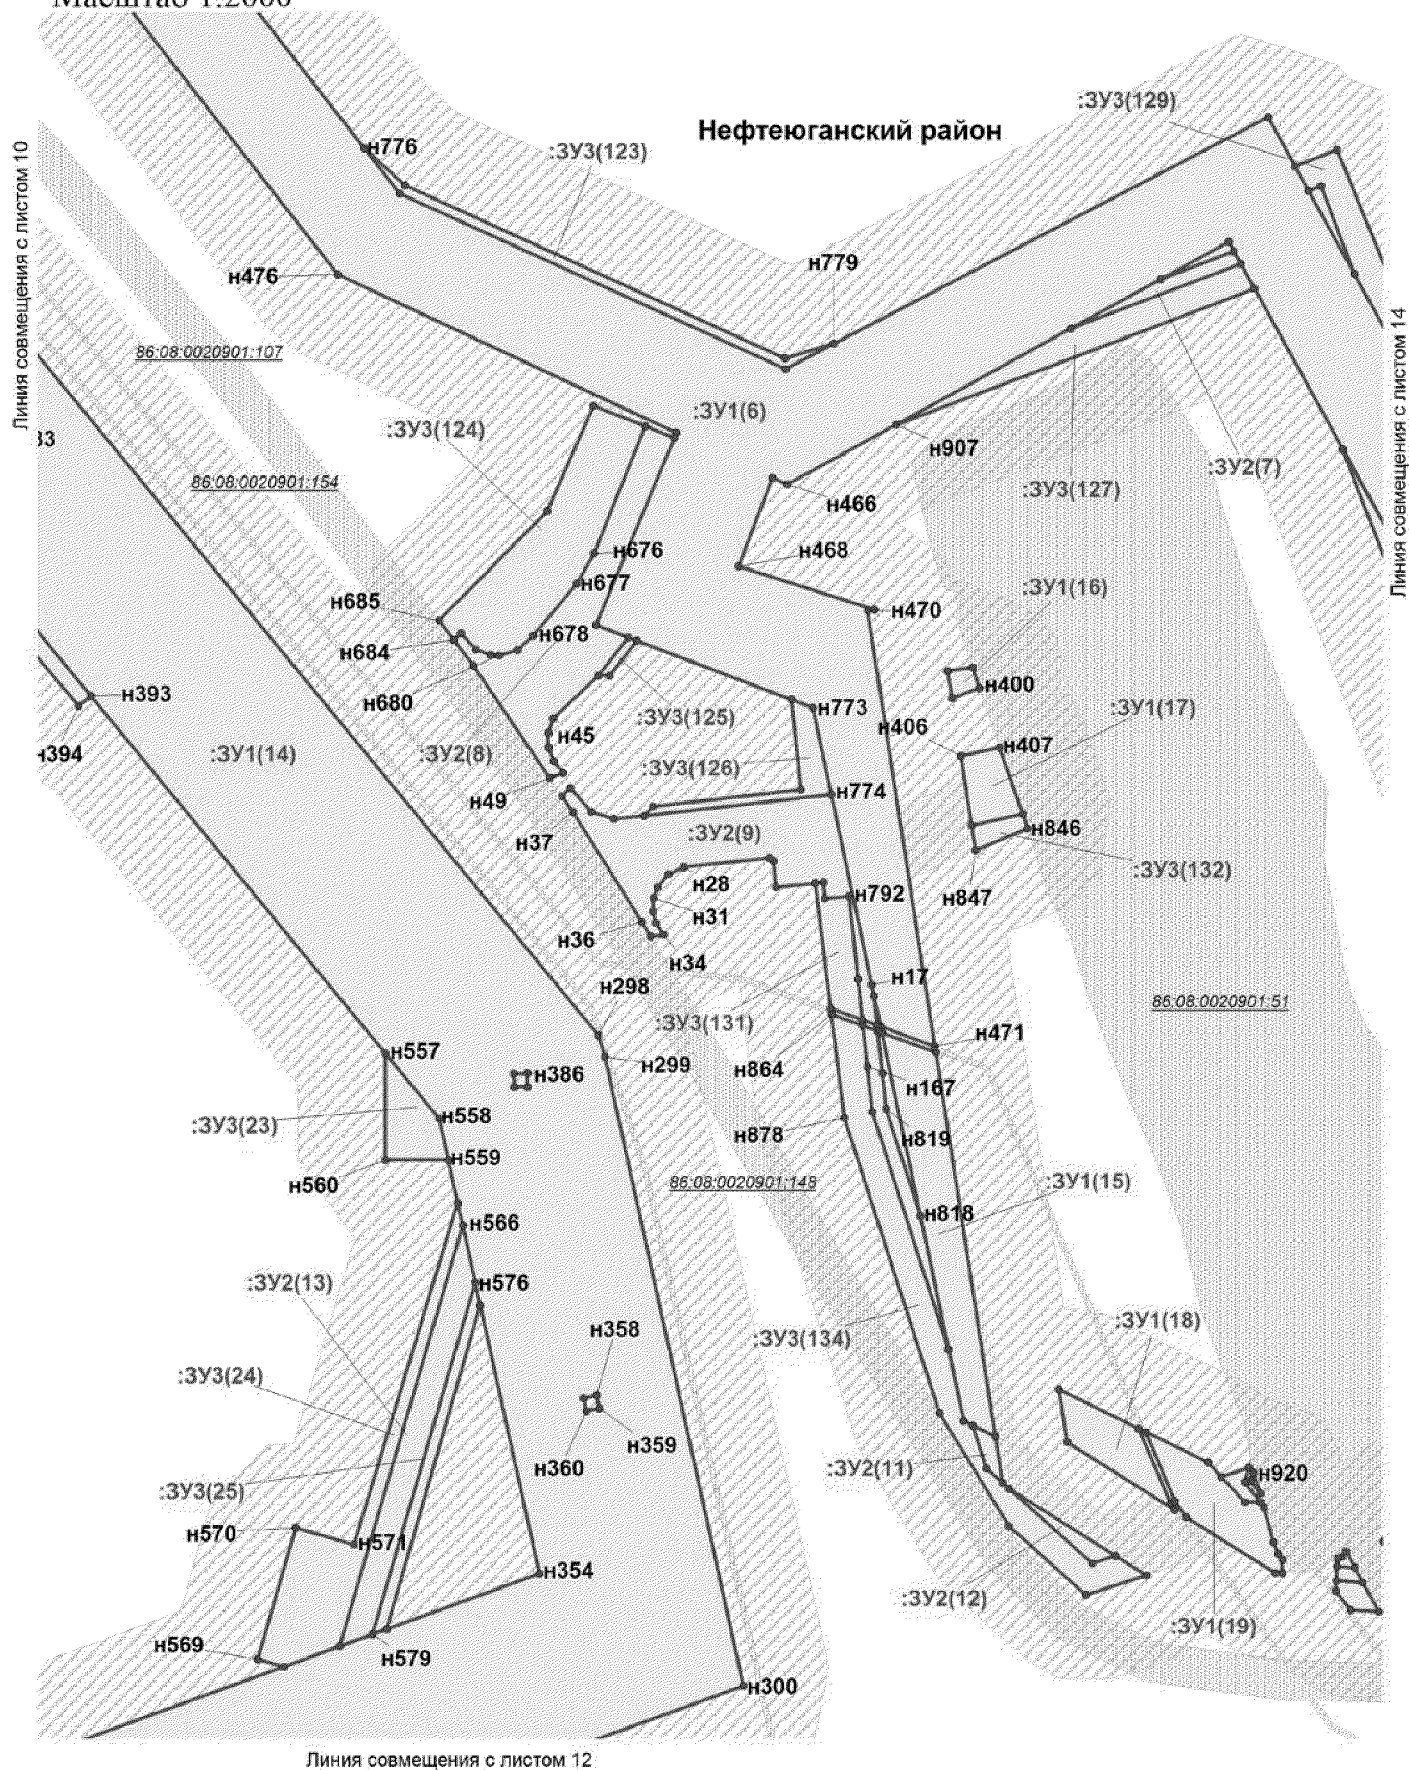 Масштаб 1:2000
:ЗУ3(129)
Нефтеюганский район
н776
:ЗУ3(123)
Линия совмещения с листом 10
н779
н476
Линия совмещения с листом 14
86:08:0020901:107
:ЗУ1(6)
:ЗУ3(124)
33
н907
:ЗУ2(7)
86:08:0020901:154
:ЗУ3(127)
н466
н676
н468
н677
:ЗУ1(16)
н685
н470
н678
н684
н400
н393
н680
н773
:ЗУ1(17)
:ЗУ3(125)
н406
н45
н407
н394
:ЗУ1(14)
:ЗУ2(8)
:ЗУ3(126)
н774
н49
н846
:ЗУ2(9)
н37
:ЗУ3(132)
н28
н792
н847
н31
н36
н34
н17
н298
86:08:0020901:51
:ЗУ3(131)
н471
н557
н299
н864
н386
н167
:ЗУ3(23)
н558
н878
н819
н559
н560
86:08:0020901:148
:ЗУ1(15)
н566
н818
:ЗУ2(13)
н576
н358
:ЗУ3(134)
:ЗУ1(18)
:ЗУ3(24)
н359
н360
:ЗУ2(11)
н920
:ЗУ3(25)
н570
н571
н354
:ЗУ2(12)
:ЗУ1(19)
н569
н579
н300
Линия совмещения с листом 12